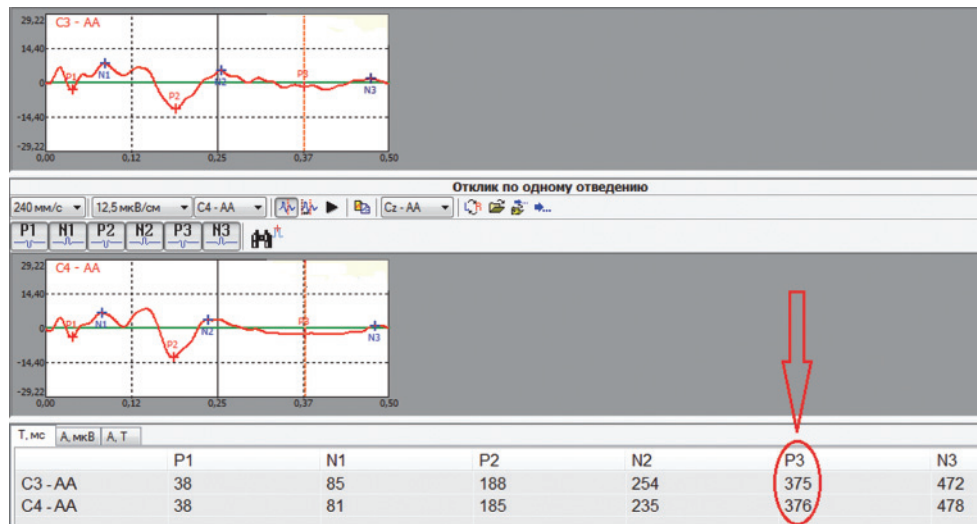 29,22 C3 - AA
14,40
P1 N1 P2 N2 P3 N3
0
-14,40
-29,22
0,00 0,12 0,25 0,37 0,50
Отклик по одному отведению
240 мм/с 12,5 мкВ/см C4 - AA Cz - AA
P1 N1 P2 N2 P3 N3
29,22 C4 - AA
14,40
P1 N1 P2 N2 P3 N3
0
-14,40
-29,22
0,00 0,12 0,25 0,37 0,50
T, мс А, мкВ А, Т
P1 N1 P2 N2 P3 N3
C3 - AA 38 85 188 254 375 472
C4 - AA 38 81 185 235 376 478